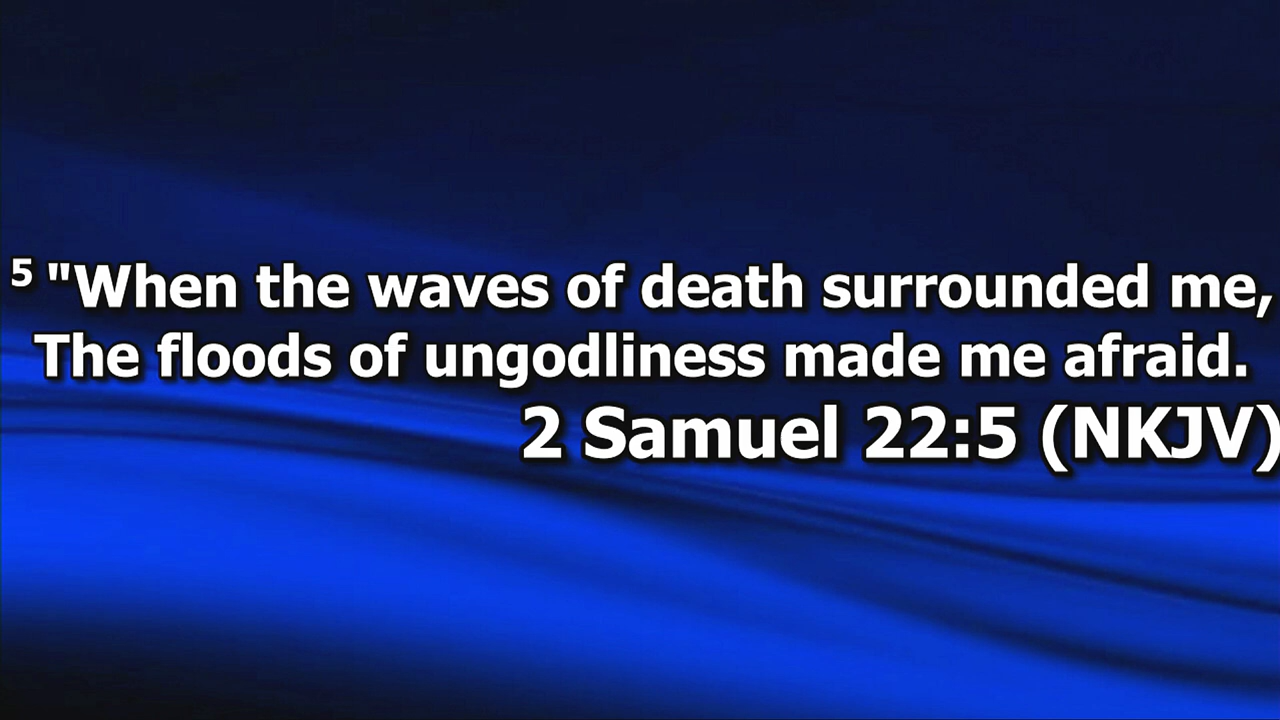 5 "When the waves of death surrounded me,
The floods of ungodliness made me afraid.
2 Samuel 22:5 (NKJV)